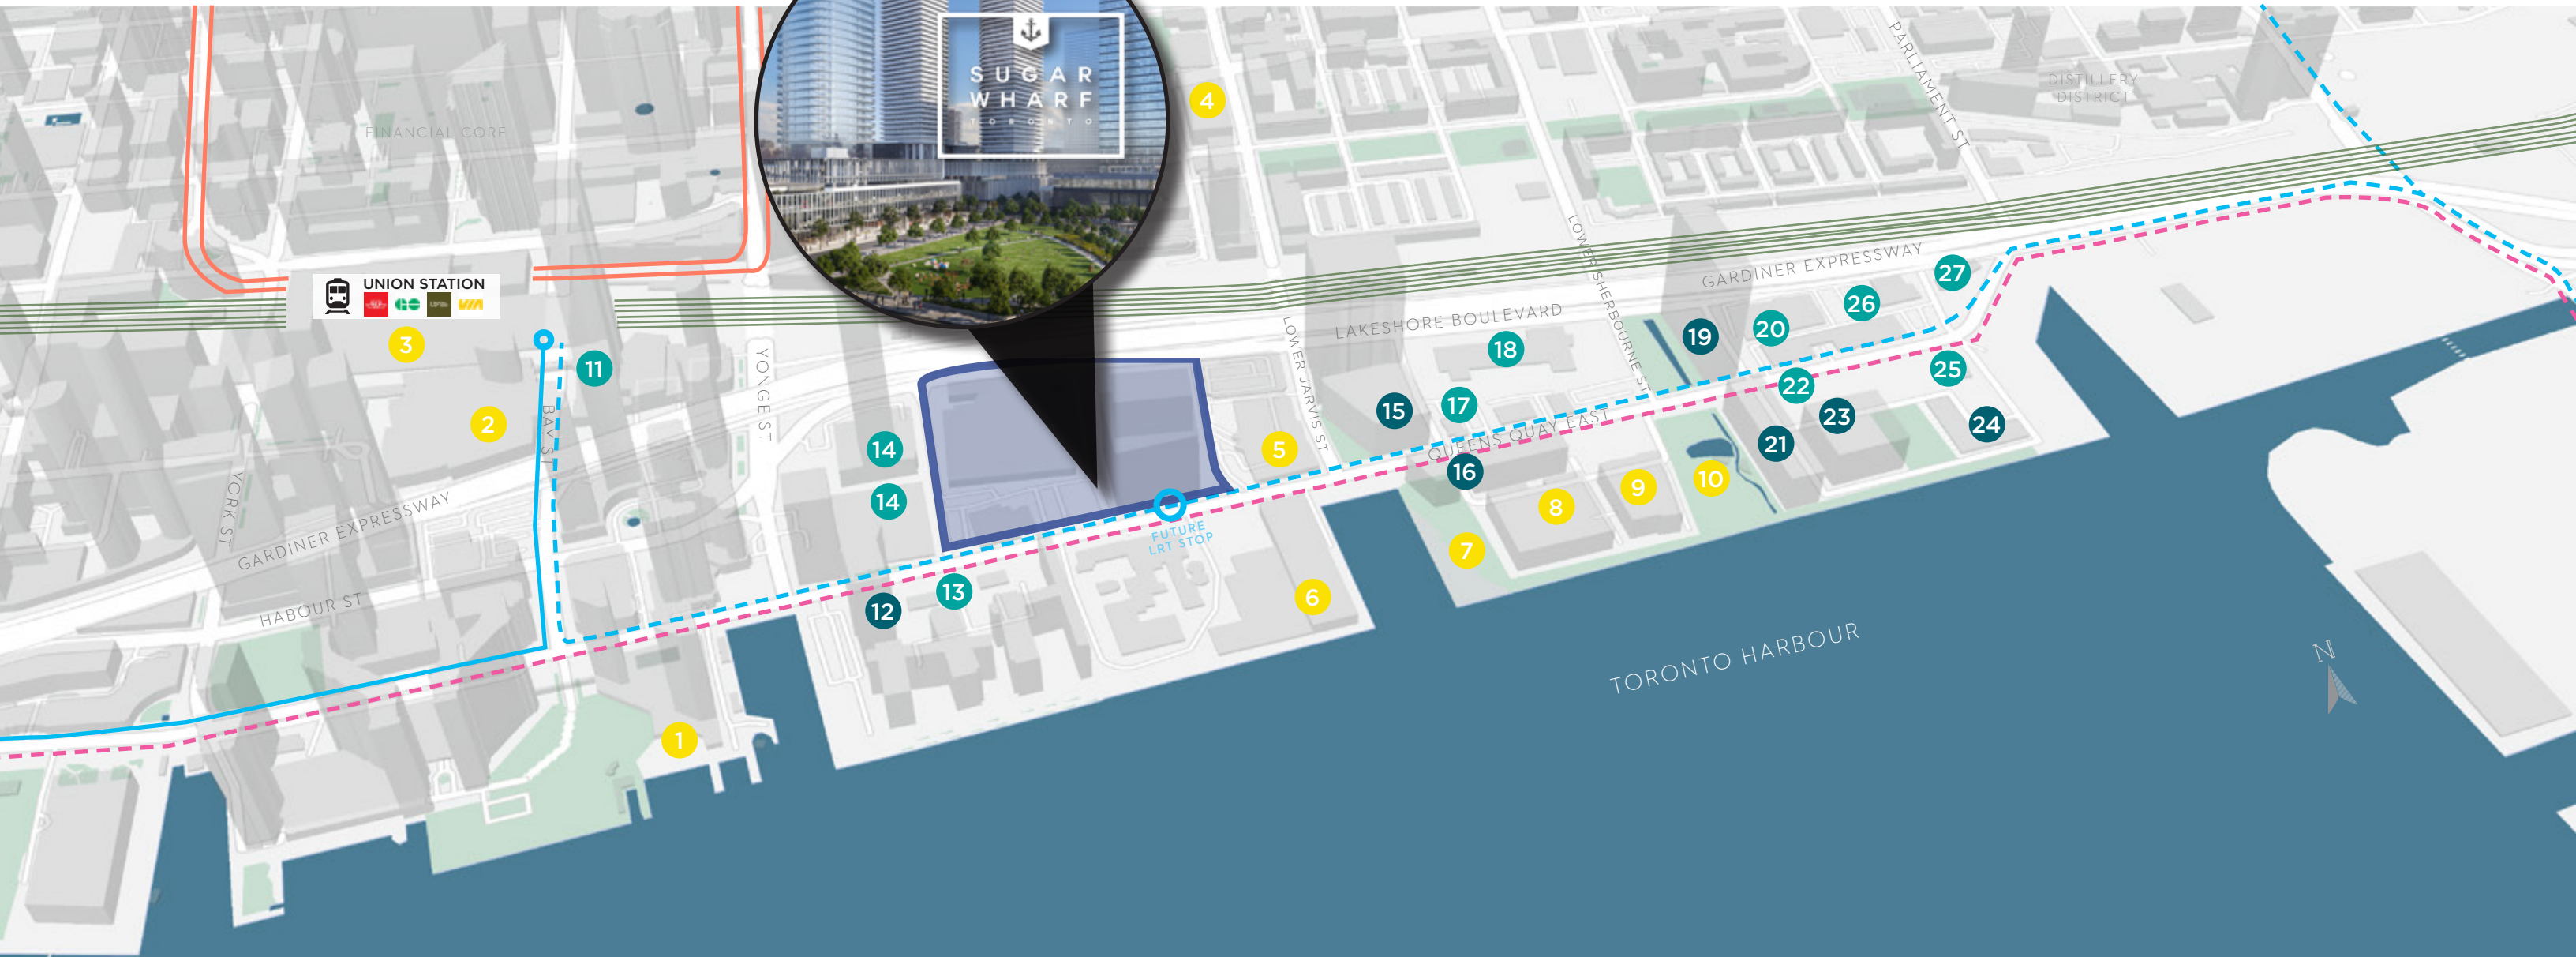 SUGAR
WHARF
TORONTO
4
PARLIAMENT ST
DISTILLERY
DISTRICT
FINANCIAL CORE
UNION STATION
GO
VIA
3
11
2
BAY ST
YORK ST
GARDINER EXPRESSWAY
HABOUR ST
1
YONGE ST
14
14
12
13
FUTURE
LRT STOP
5
6
LOWER JARVIS ST
LAKESHORE BOULEVARD
GARDINER EXPRESSWAY
LOWER SHERBOURNE ST
18
15
17
QUEENS QUAY EAST
16
7
8
9
10
19
20
26
27
22
25
23
21
24
TORONTO HARBOUR
N